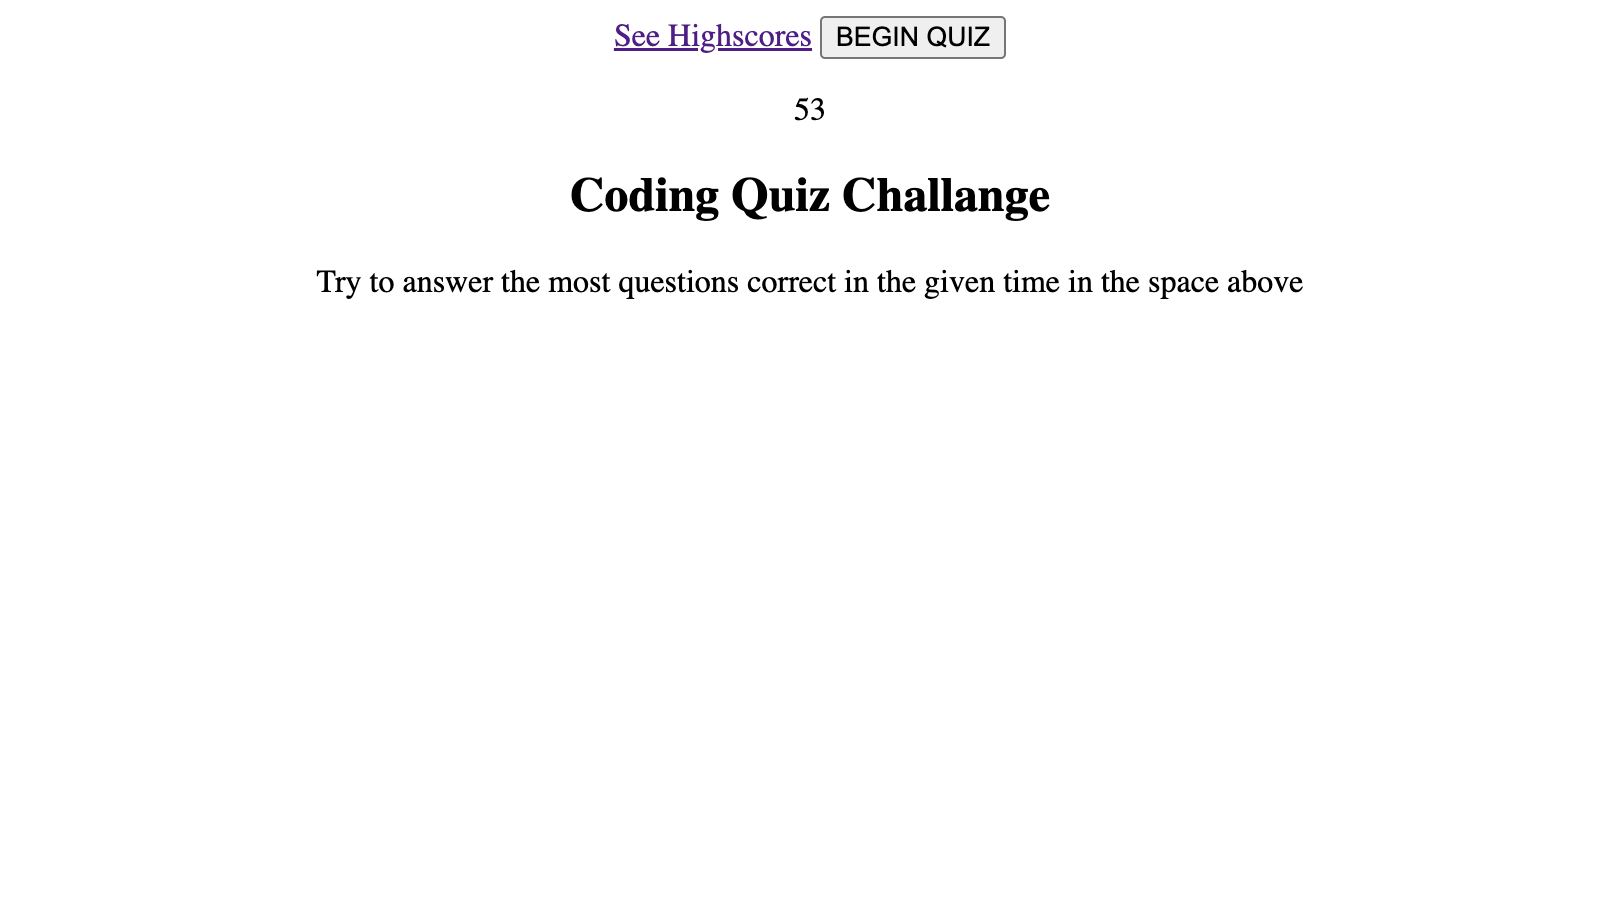 See Highscores BEGIN QUIZ
53
Coding Quiz Challange
Try to answer the most questions correct in the given time in the space above